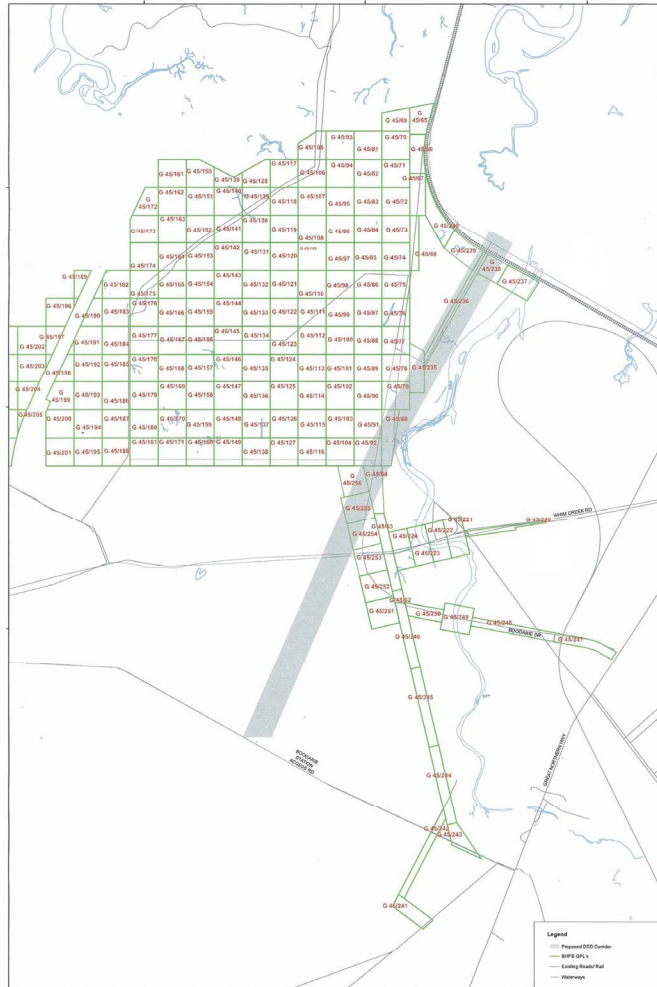 G 45/69
G
45/65
G 45/93
G 45/70
G 45/105
G 45/81
G 45/66
G 45/117
G 45/94
G 45/71
G 45/161
G 45/150
G 45/139
G 45/128
G 45/106
G 45/82
G 45/67
G 45/162
G 45/151
G 45/140
G 45/129
G 45/118
G 45/107
G 45/95
G 45/83
G 45/72
G
45/172
G 45/163
G 45/152
G 45/141
G 45/130
G 45/119
G 45/108
G 45/96
G 45/84
G 45/73
G 45/240
G 45/173
G 45/239
G 45/174
G 45/164
G 45/153
G 45/142
G 45/131
G 45/120
G 45/97
G 45/85
G 45/74
G 45/68
G
45/238
G 45/237
G 45/189
G 45/182
G 45/175
G 45/165
G 45/154
G 45/143
G 45/132
G 45/121
G 45/110
G 45/98
G 45/86
G 45/75
G 45/236
G 45/196
G 45/190
G 45/183
G 45/176
G 45/166
G 45/155
G 45/144
G 45/133
G 45/122
G 45/111
G 45/99
G 45/87
G 45/76
G 45/202
G 45/197
G 45/191
G 45/184
G 45/177
G 45/167
G 45/156
G 45/145
G 45/134
G 45/123
G 45/112
G 45/100
G 45/88
G 45/77
G 45/203
G 45/198
G 45/192
G 45/185
G 45/178
G 45/168
G 45/157
G 45/146
G 45/135
G 45/124
G 45/113
G 45/101
G 45/89
G 45/78
G 45/235
G 45/204
G
45/199
G 45/193
G 45/186
G 45/179
G 45/169
G 45/158
G 45/147
G 45/136
G 45/125
G 45/114
G 45/102
G 45/90
G 45/79
G 45/205
G 45/200
G 45/194
G 45/187
G 45/180
G 45/170
G 45/159
G 45/148
G 45/137
G 45/126
G 45/115
G 45/103
G 45/91
G 45/80
G 45/201
G 45/195
G 45/188
G 45/181
G 45/171
G 45/160
G 45/149
G 45/138
G 45/127
G 45/116
G 45/104
G 45/92
G 45/64
G
45/256
G 45/255
WHIM CREEK RD
G 45/221
G 45/220
G 45/63
G 45/254
G 45/224
G 45/222
G 45/253
G 45/223
G 45/252
G 45/62
G 45/251
G 45/250
G 45/249
G 45/248
BOODARIE DR
G 45/247
G 45/246
G 45/245
BOODARIE
STATION
ACCESS RD
GREAT NORTHERN HWY
G 45/244
G 45/242
G 45/243
G 45/241
Legend
Proposed DSD Corridor
BHPB GPL's
Existing Roads/ Rail
Waterways